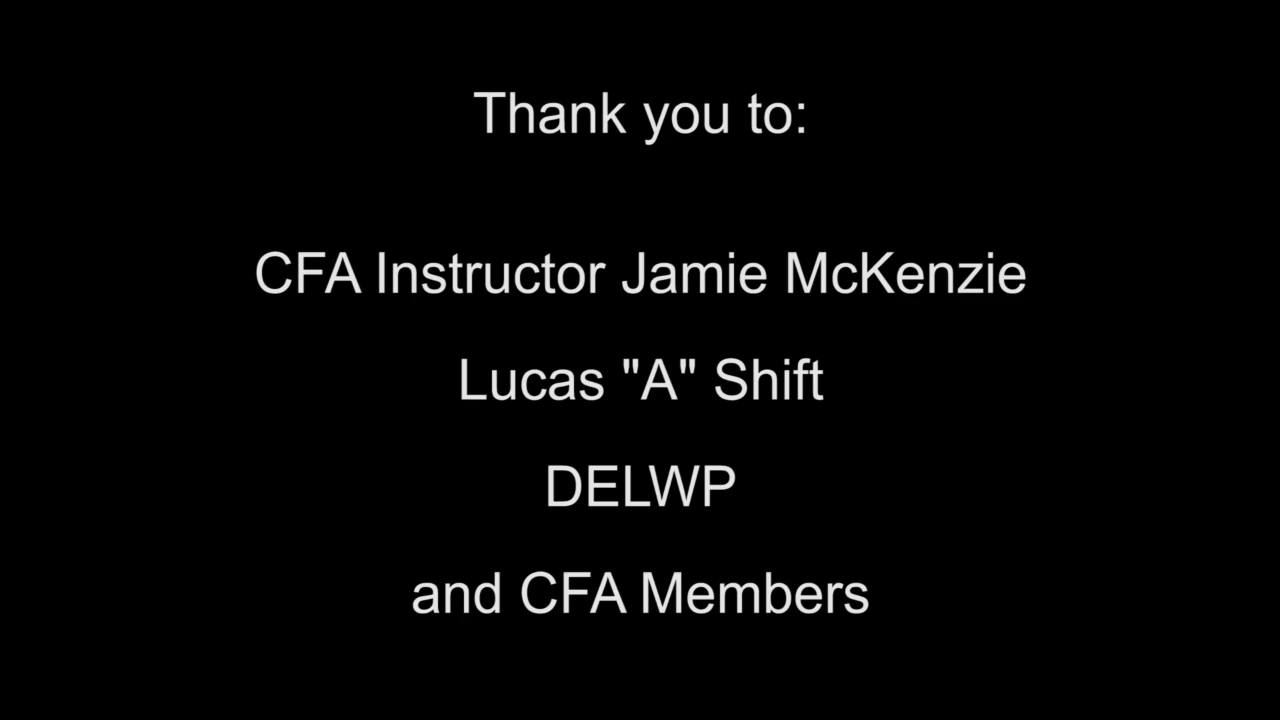 Thank you to:
CFA Instructor Jamie McKenzie
Lucas "A" Shift
DELWP
and CFA Members